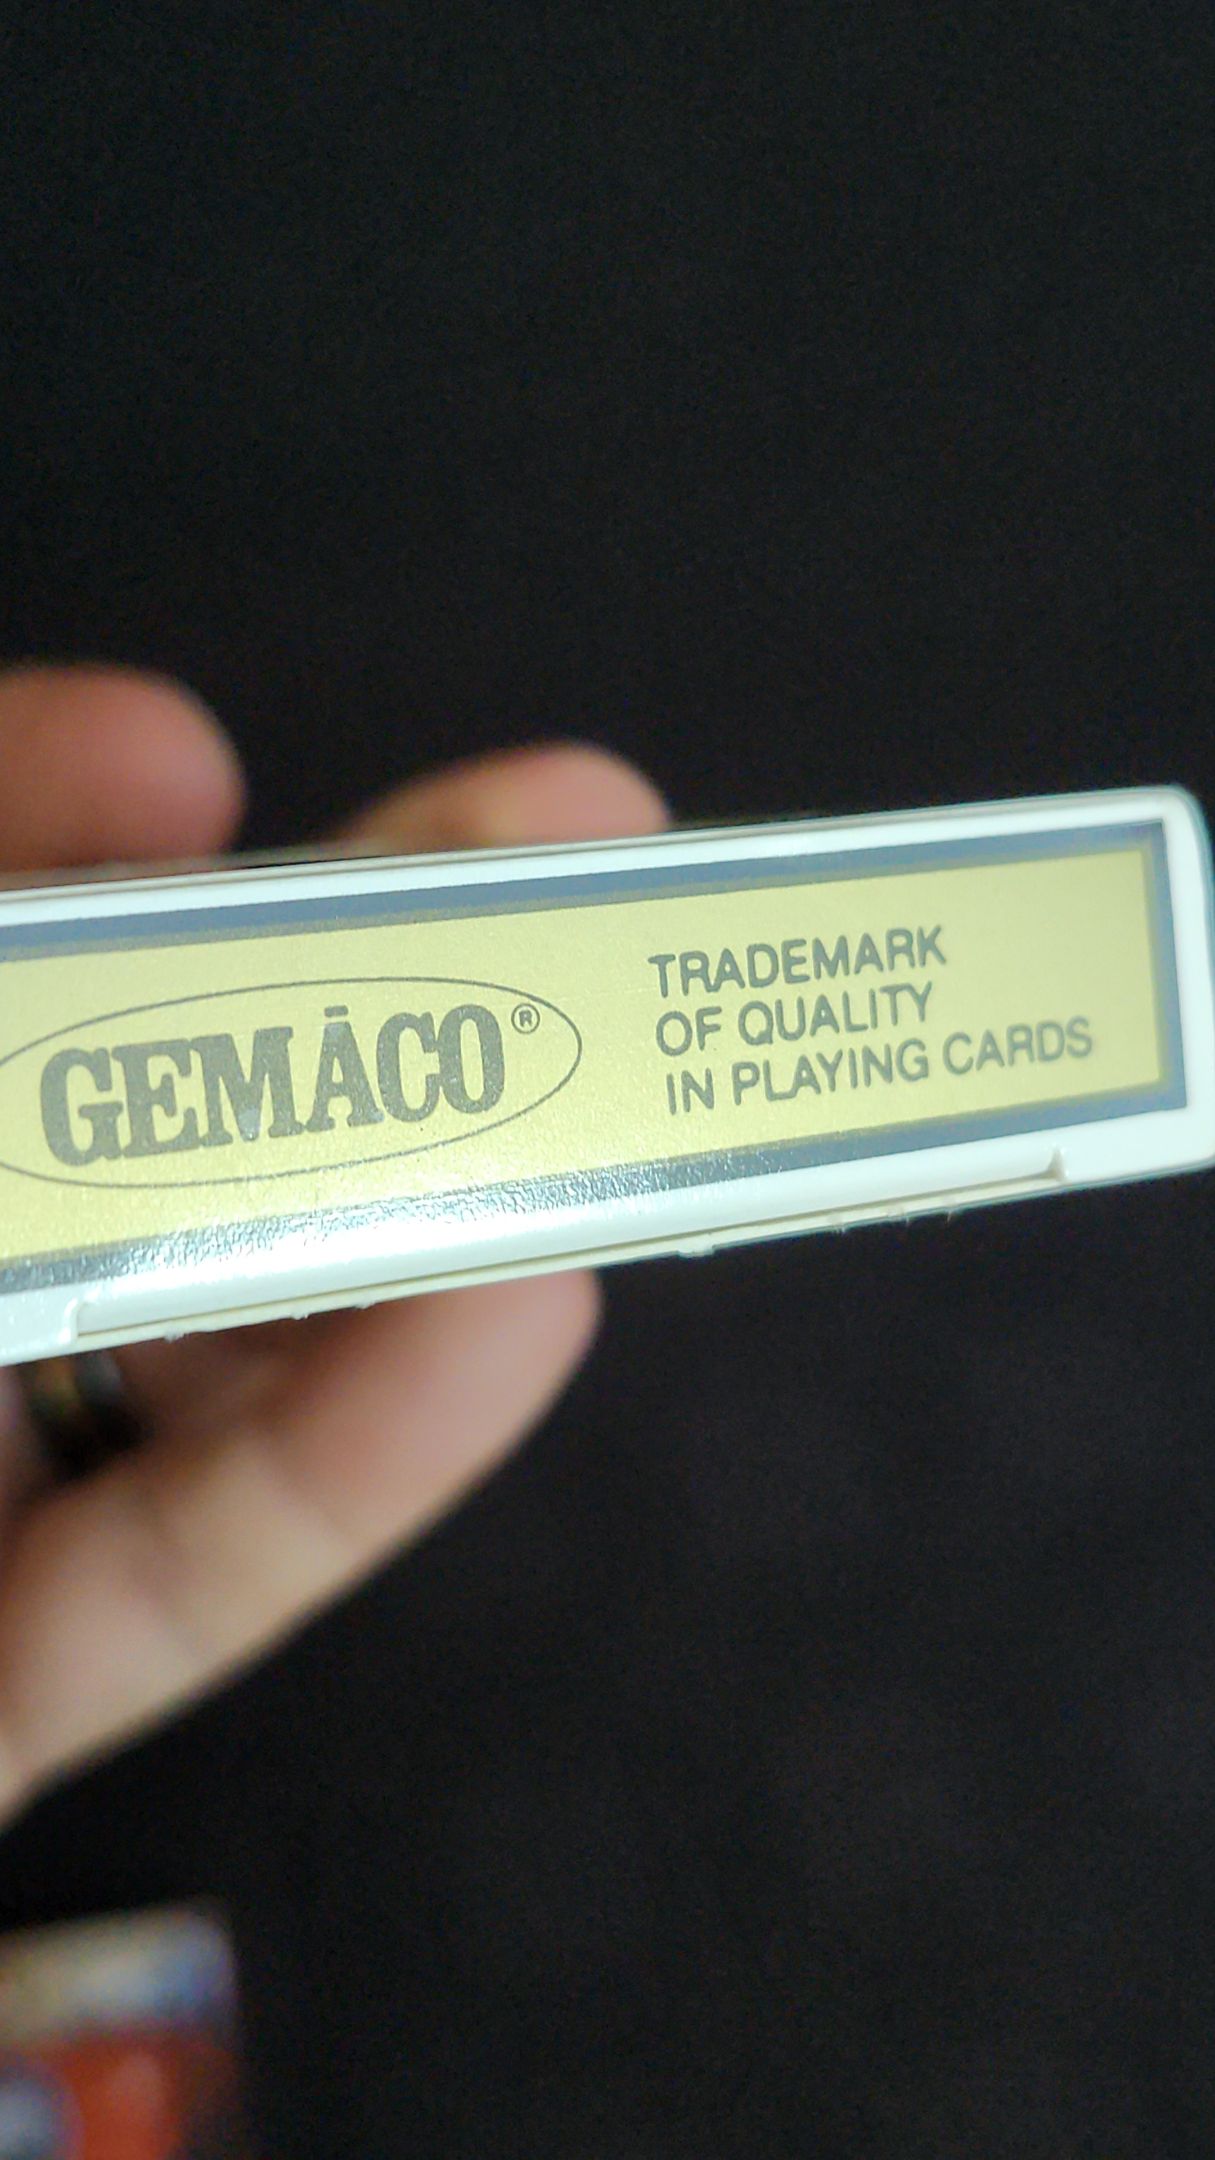 GEMĀCO®
TRADEMARK
OF QUALITY
IN PLAYING CARDS